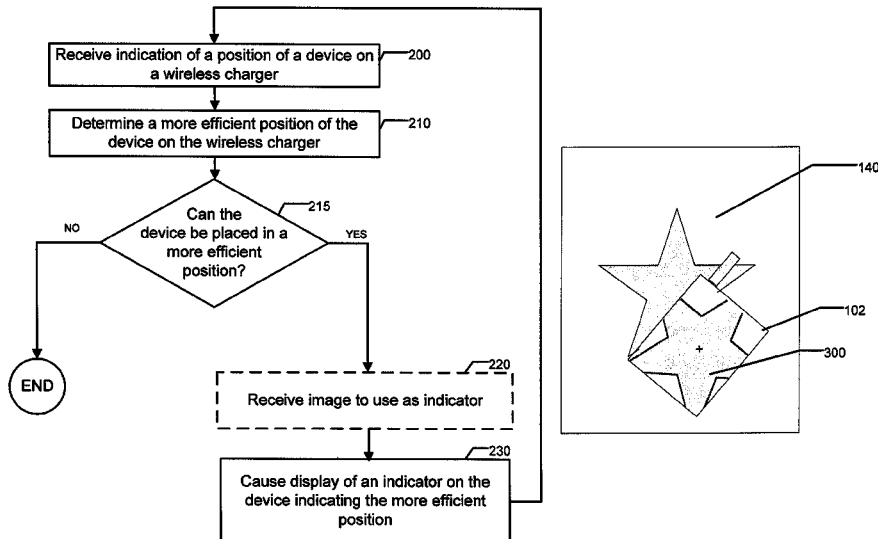 Receive indication of a position of a device on
a wireless charger
200
Determine a more efficient position of the
device on the wireless charger
210
215
Can the
device be placed in a
more efficient
position?
NO
YES
END
220
Receive image to use as indicator
230
Cause display of an indicator on the
device indicating the more efficient
position
140
102
300